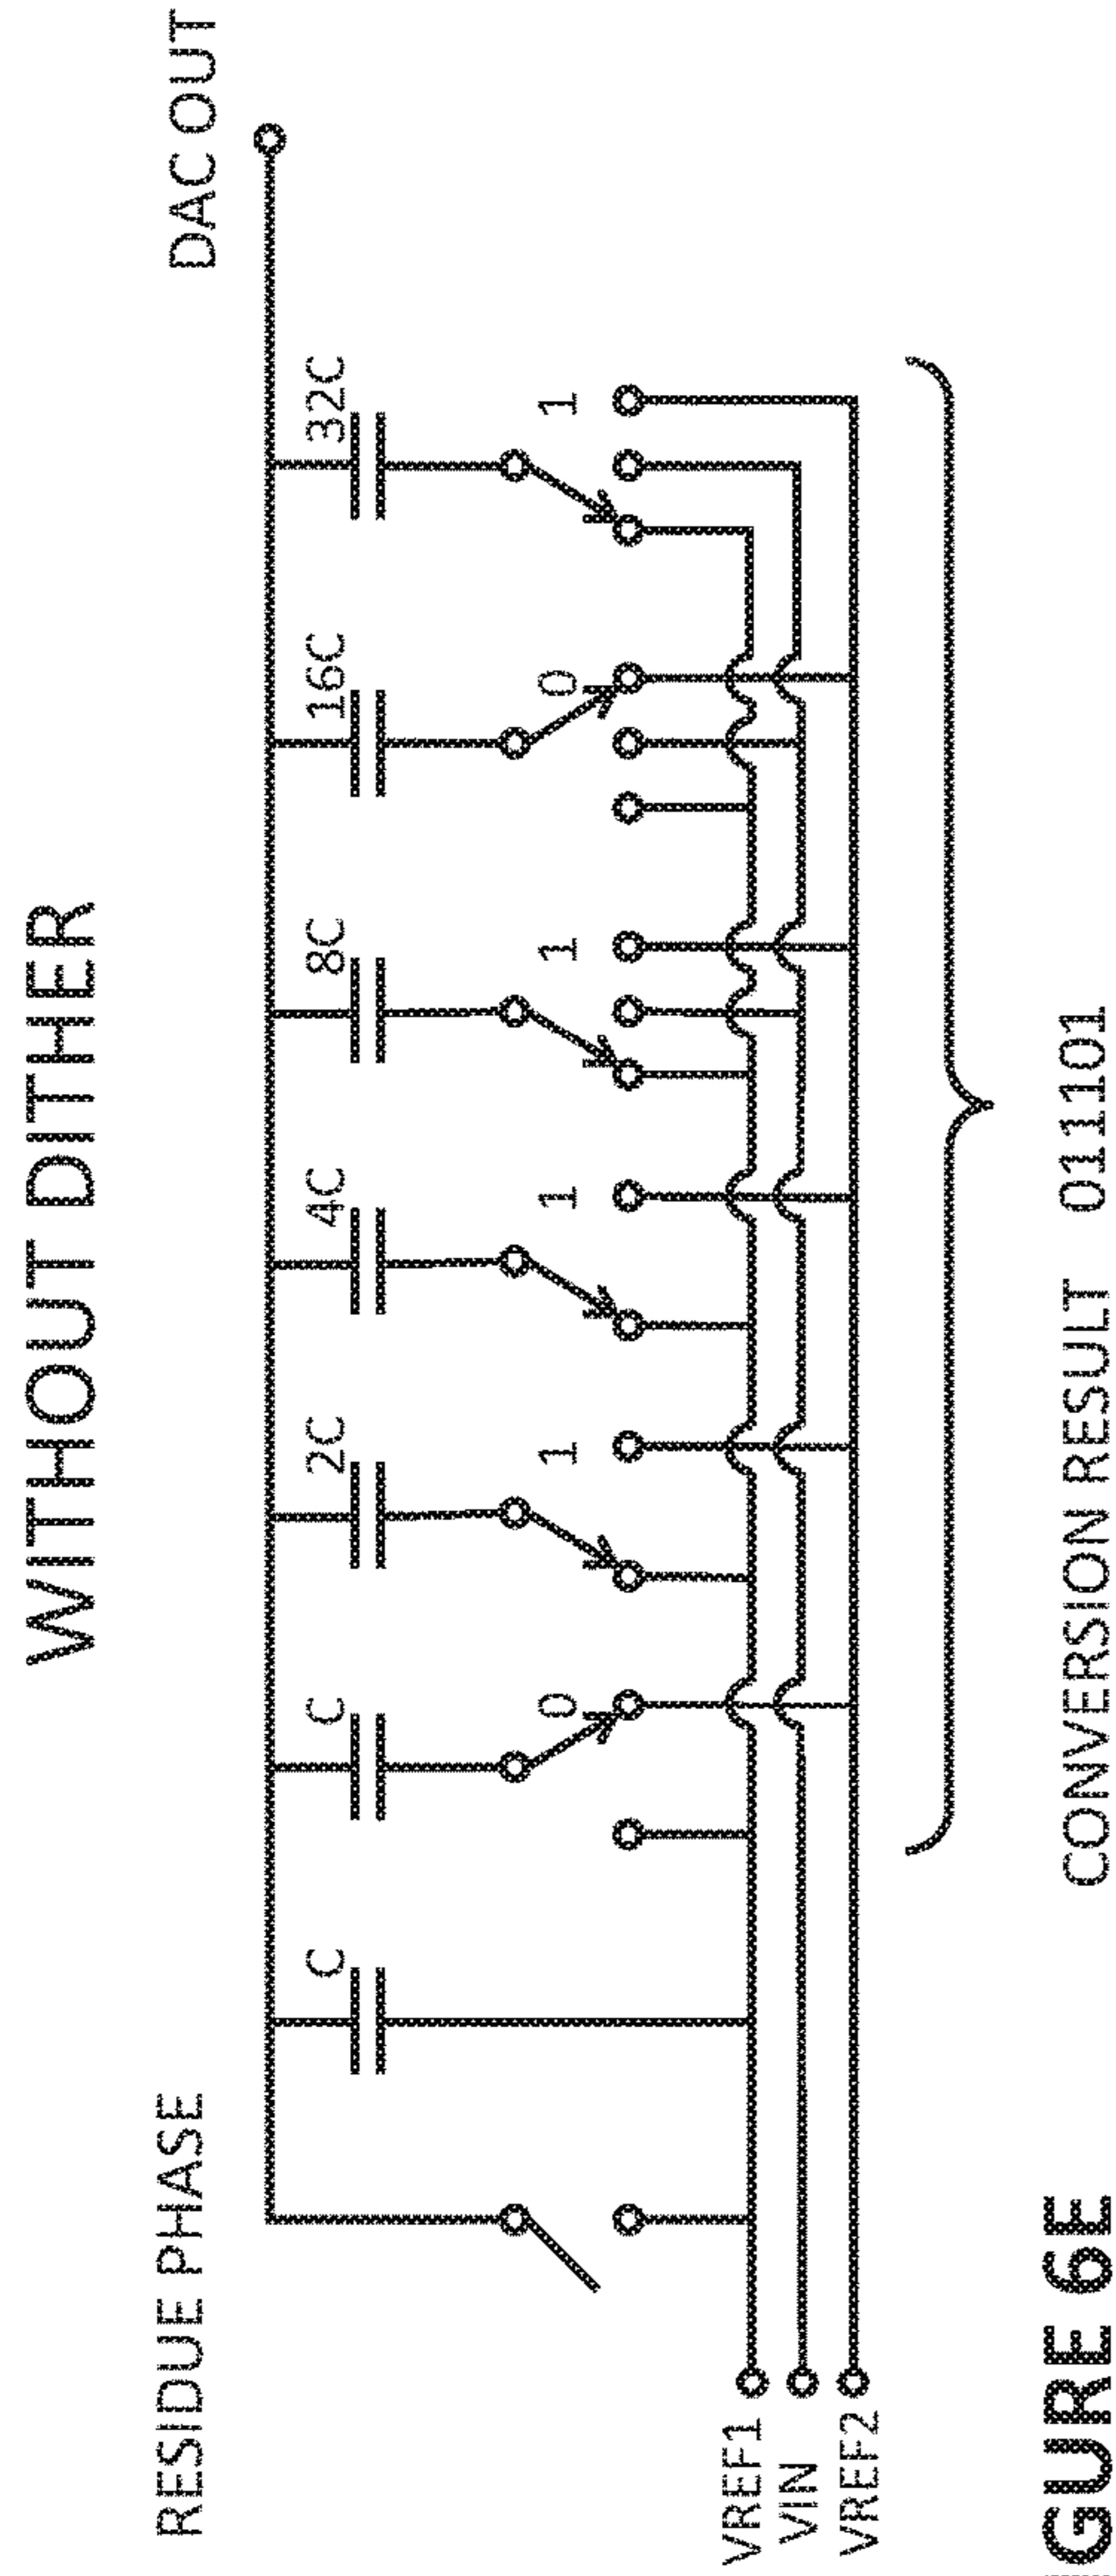 WITHOUT DITHER
RESIDUE PHASE
DAC OUT
C
C
2C
4C
8C
16C
32C
0
1
1
1
0
1
VREF1
VIN
VREF2
CONVERSION RESULT 011101
GURE 6E